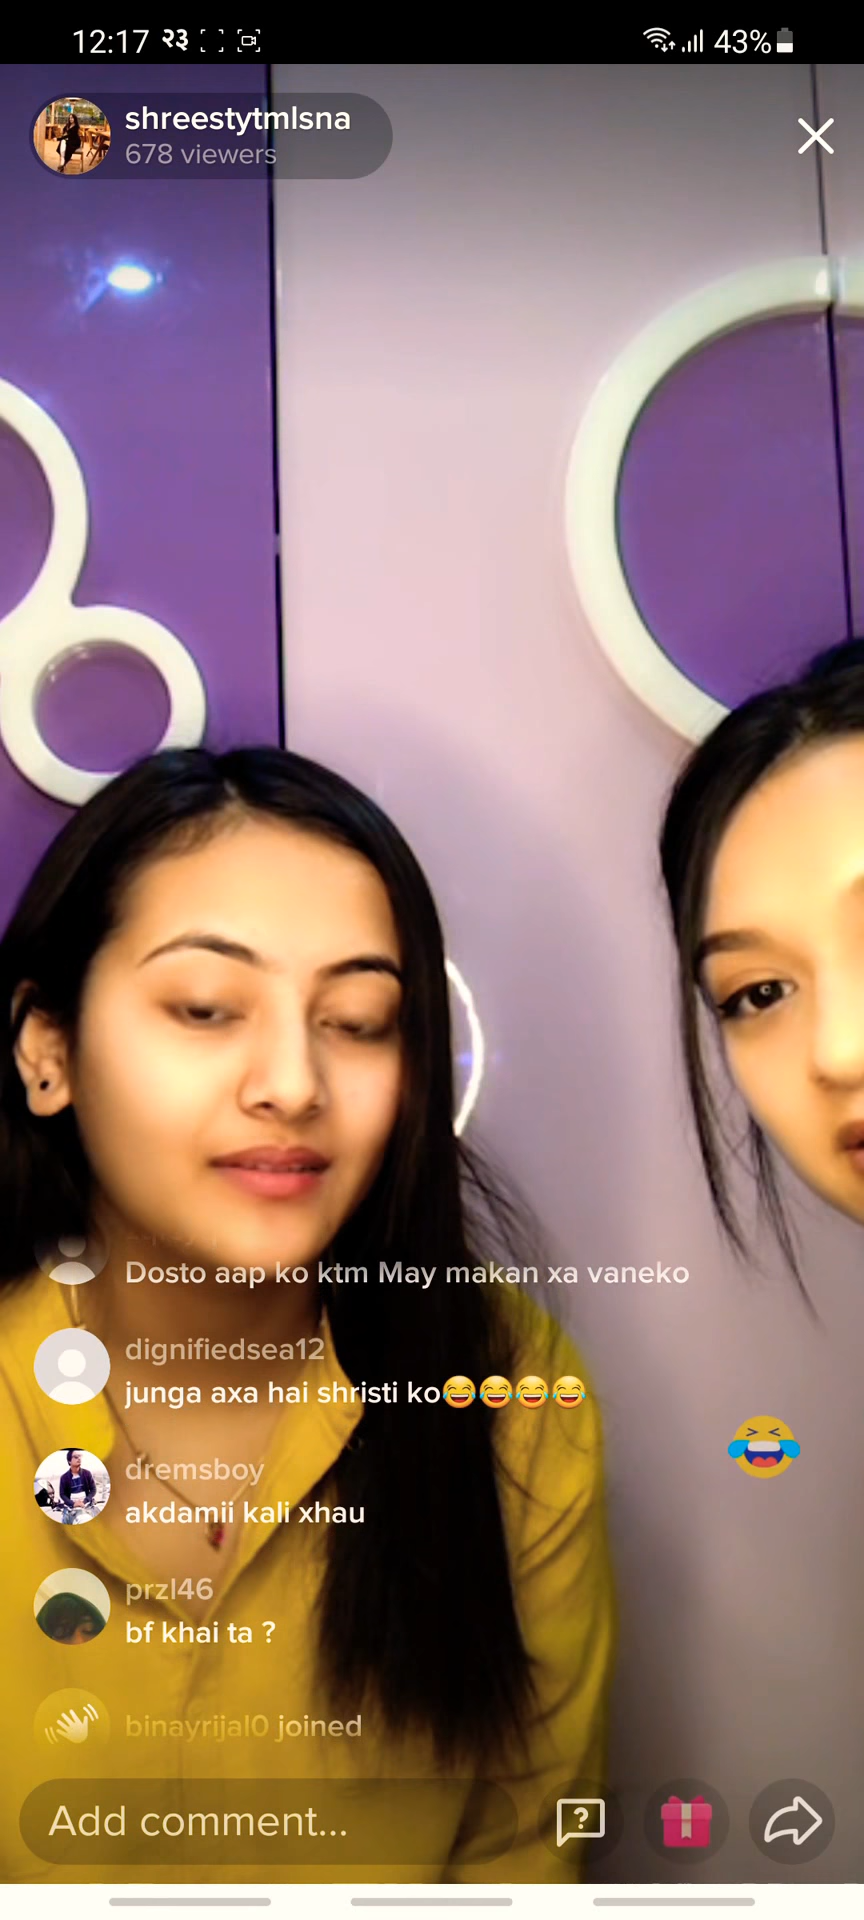 12:17 २३ 43%
shreestytmlsna
678 viewers
Dosto aap ko ktm May makan xa vaneko
dignifiedsea12
junga axa hai shristi ko😂😂😂😂
dremsboy
akdamii kali xhau
przl46
bf khai ta ?
binayrijal0 joined
Add comment...